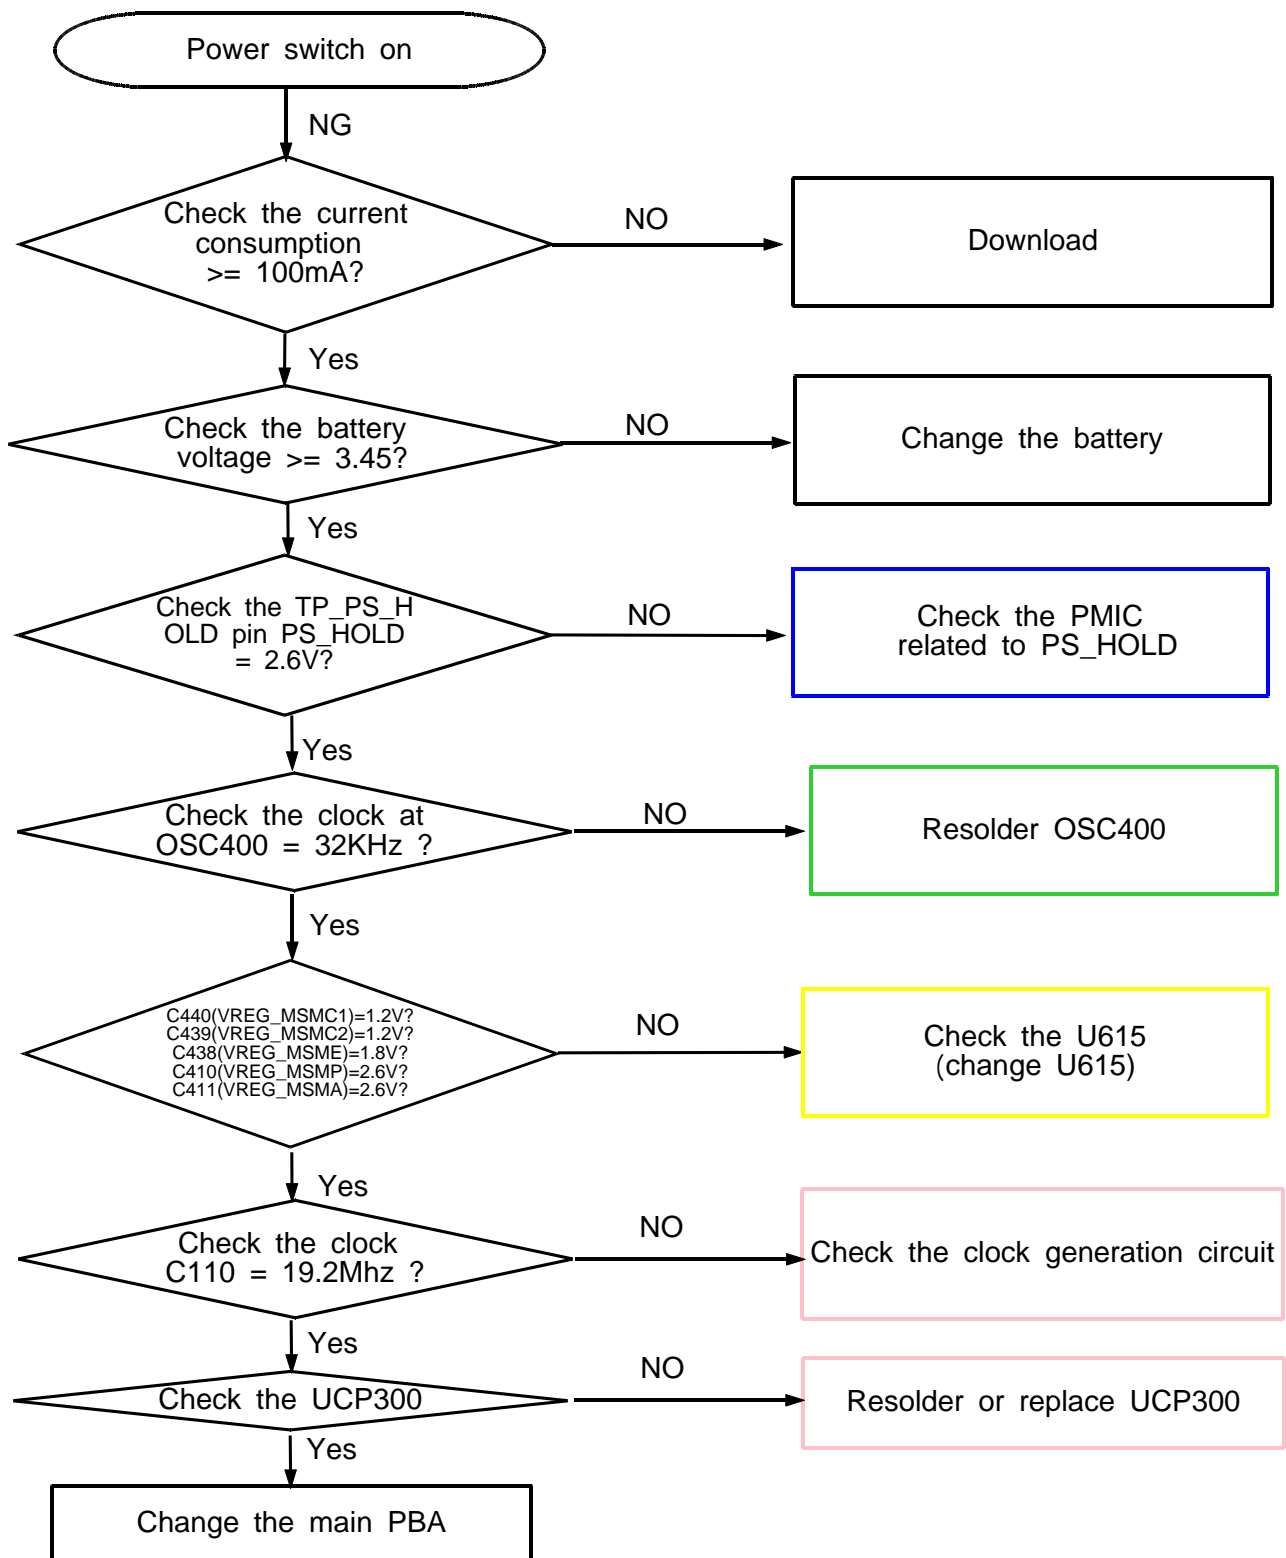 Power switch on
NG
Check the current
consumption
>= 100mA?
NO
Download
Yes
Check the battery
voltage >= 3.45?
NO
Change the battery
Yes
Check the TP_PS_H
OLD pin PS_HOLD
= 2.6V?
NO
Check the PMIC
related to PS_HOLD
Yes
Check the clock at
OSC400 = 32KHz ?
NO
Resolder OSC400
Yes
C440(VREG_MSMC1)=1.2V?
C439(VREG_MSMC2)=1.2V?
C438(VREG_MSME)=1.8V?
C410(VREG_MSMP)=2.6V?
C411(VREG_MSMA)=2.6V?
NO
Check the U615
(change U615)
Yes
Check the clock
C110 = 19.2Mhz ?
NO
Check the clock generation circuit
Yes
Check the UCP300
NO
Resolder or replace UCP300
Yes
Change the main PBA